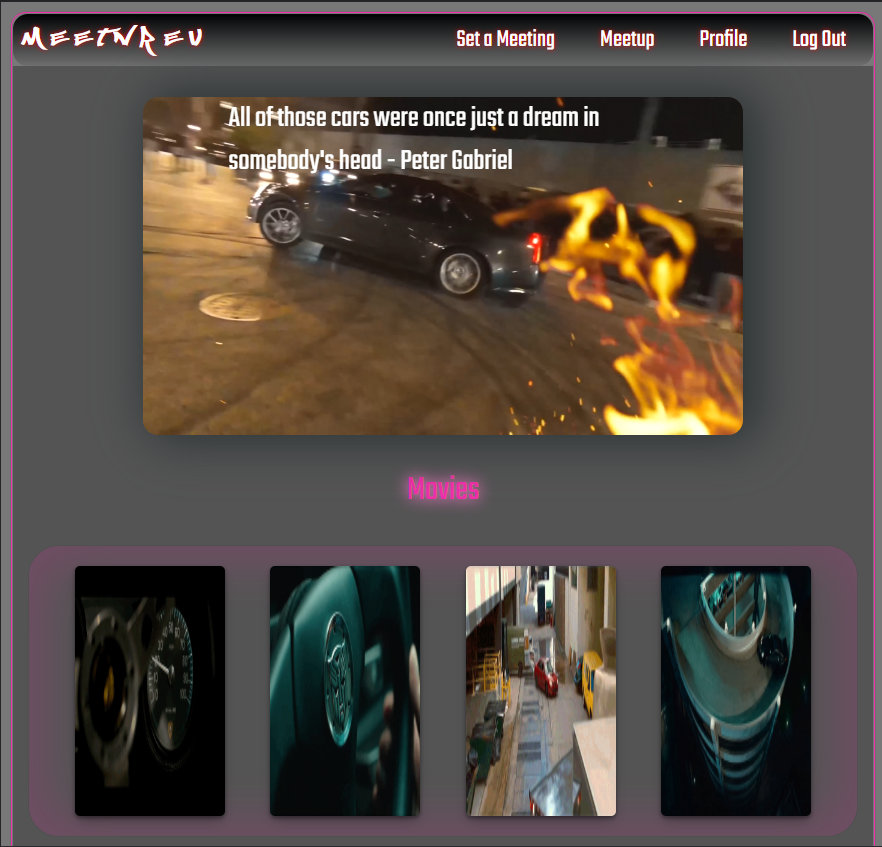 MEETNREV
Set a Meeting
Meetup
Profile
Log Out
All of those cars were once just a dream in
somebody's head - Peter Gabriel
Movies